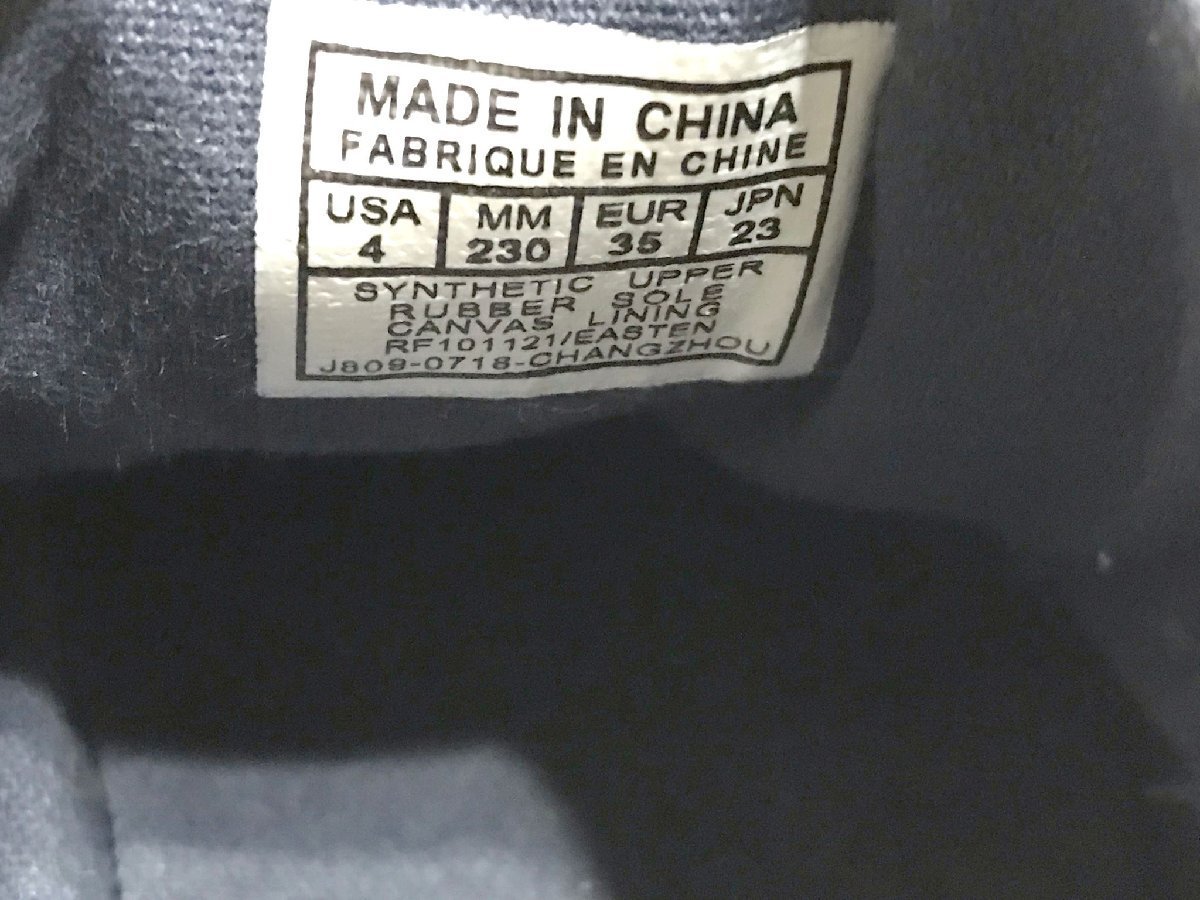 MADE IN CHINA
FABRIQUE EN CHINE
USA MM EUR JPN
4 230 35 23
SYNTHETIC UPPER
RUBBER SOLE
CANVAS LINING
RF101121/EASTEN
J809-0718-CHANGZHOU